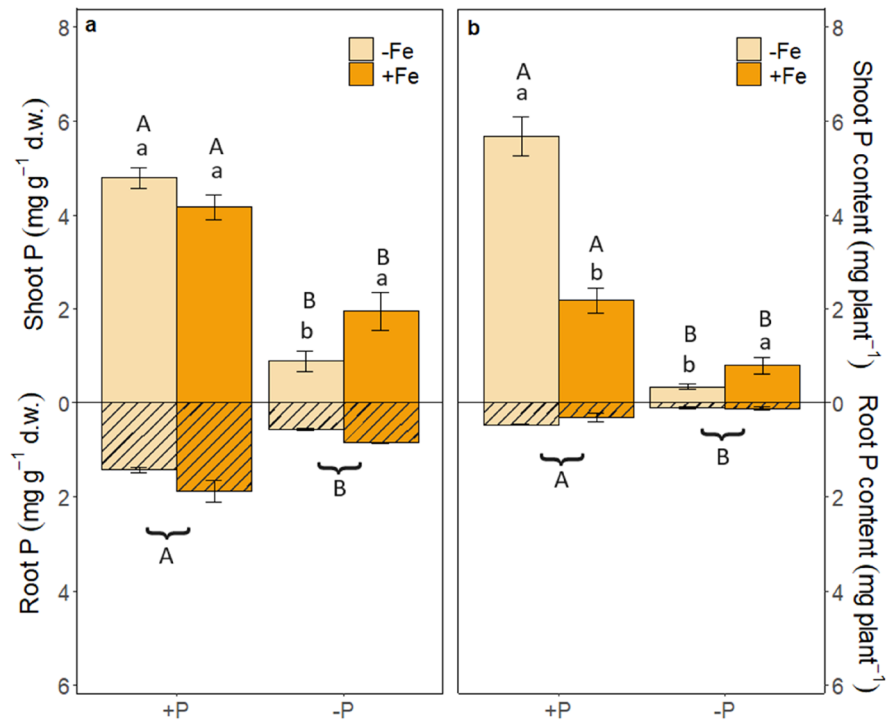 a
-Fe
+Fe
Shoot P (mg g⁻¹ d.w.)
Root P (mg g⁻¹ d.w.)
8
6
4
2
0
2
4
6
A
a
A
a
B
b
B
a
A
B
+P
-P
b
-Fe
+Fe
A
a
A
b
B
b
B
a
A
B
+P
-P
8
6
4
2
0
2
4
6
Shoot P content (mg plant⁻¹)
Root P content (mg plant⁻¹)